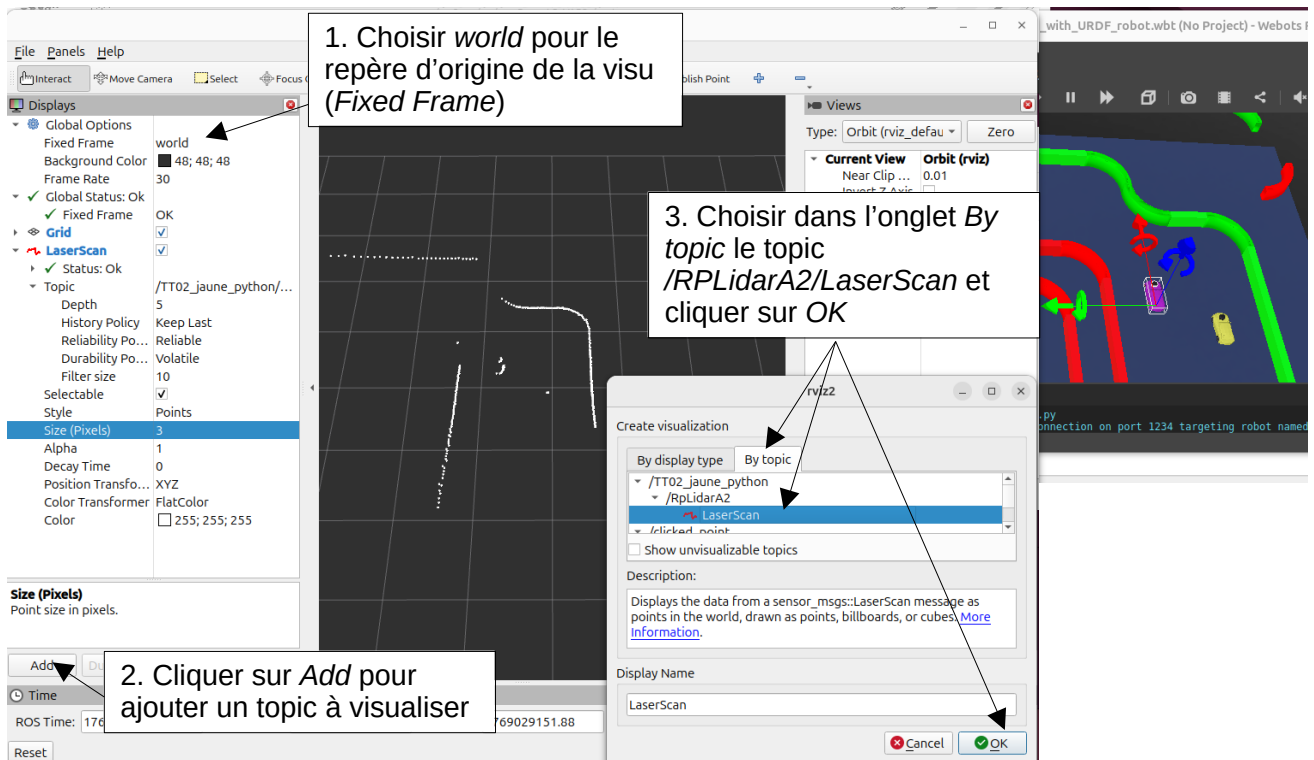 1. Choisir world pour le
repère d'origine de la visu
(Fixed Frame)
_with_URDF_robot.wbt (No Project) - Webots
File Panels Help
Interact Move Camera Select Focus blish Point
Displays
Global Options
Fixed Frame world
Background Color 48; 48; 48
Frame Rate 30
Global Status: Ok
Fixed Frame OK
Grid
LaserScan
Status: Ok
Topic /TT02_jaune_python/...
Depth 5
History Policy Keep Last
Reliability Po... Reliable
Durability Po... Volatile
Filter size 10
Selectable
Style Points
Size (Pixels) 3
Alpha 1
Decay Time 0
Position Transfo... XYZ
Color Transformer FlatColor
Color 255; 255; 255
Size (Pixels)
Point size in pixels.
Add
2. Cliquer sur Add pour
ajouter un topic à visualiser
Time
ROS Time: 176 769029151.88
Reset
Views
Type: Orbit (rviz_defau Zero
Current View Orbit (rviz)
Near Clip ... 0.01
Invert Z Axis
3. Choisir dans l'onglet By
topic le topic
/RPLidarA2/LaserScan et
cliquer sur OK
rviz2
Create visualization
By display type By topic
/TT02_jaune_python
/RpLidarA2
LaserScan
/clicked_point
Show unvisualizable topics
Description:
Displays the data from a sensor_msgs::LaserScan message as
points in the world, drawn as points, billboards, or cubes. More
Information.
Display Name
LaserScan
Cancel OK
.py
onnection on port 1234 targeting robot named